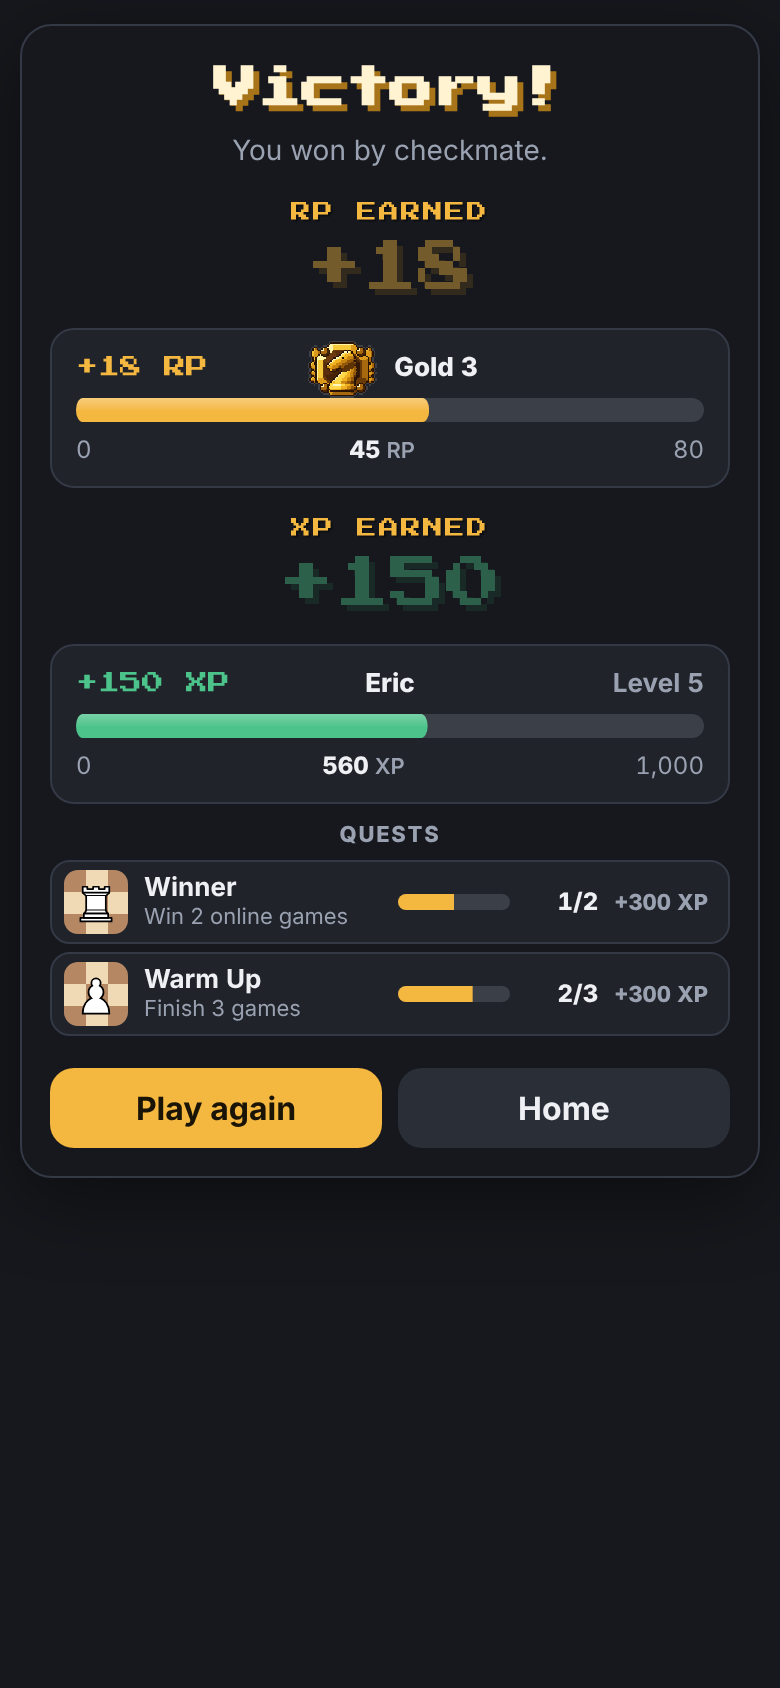 Victory!
You won by checkmate.
RP EARNED
+18
+18 RP Gold 3
0 45 RP 80
XP EARNED
+150
+150 XP Eric Level 5
0 560 XP 1,000
QUESTS
Winner
Win 2 online games
1/2 +300 XP
Warm Up
Finish 3 games
2/3 +300 XP
Play again Home